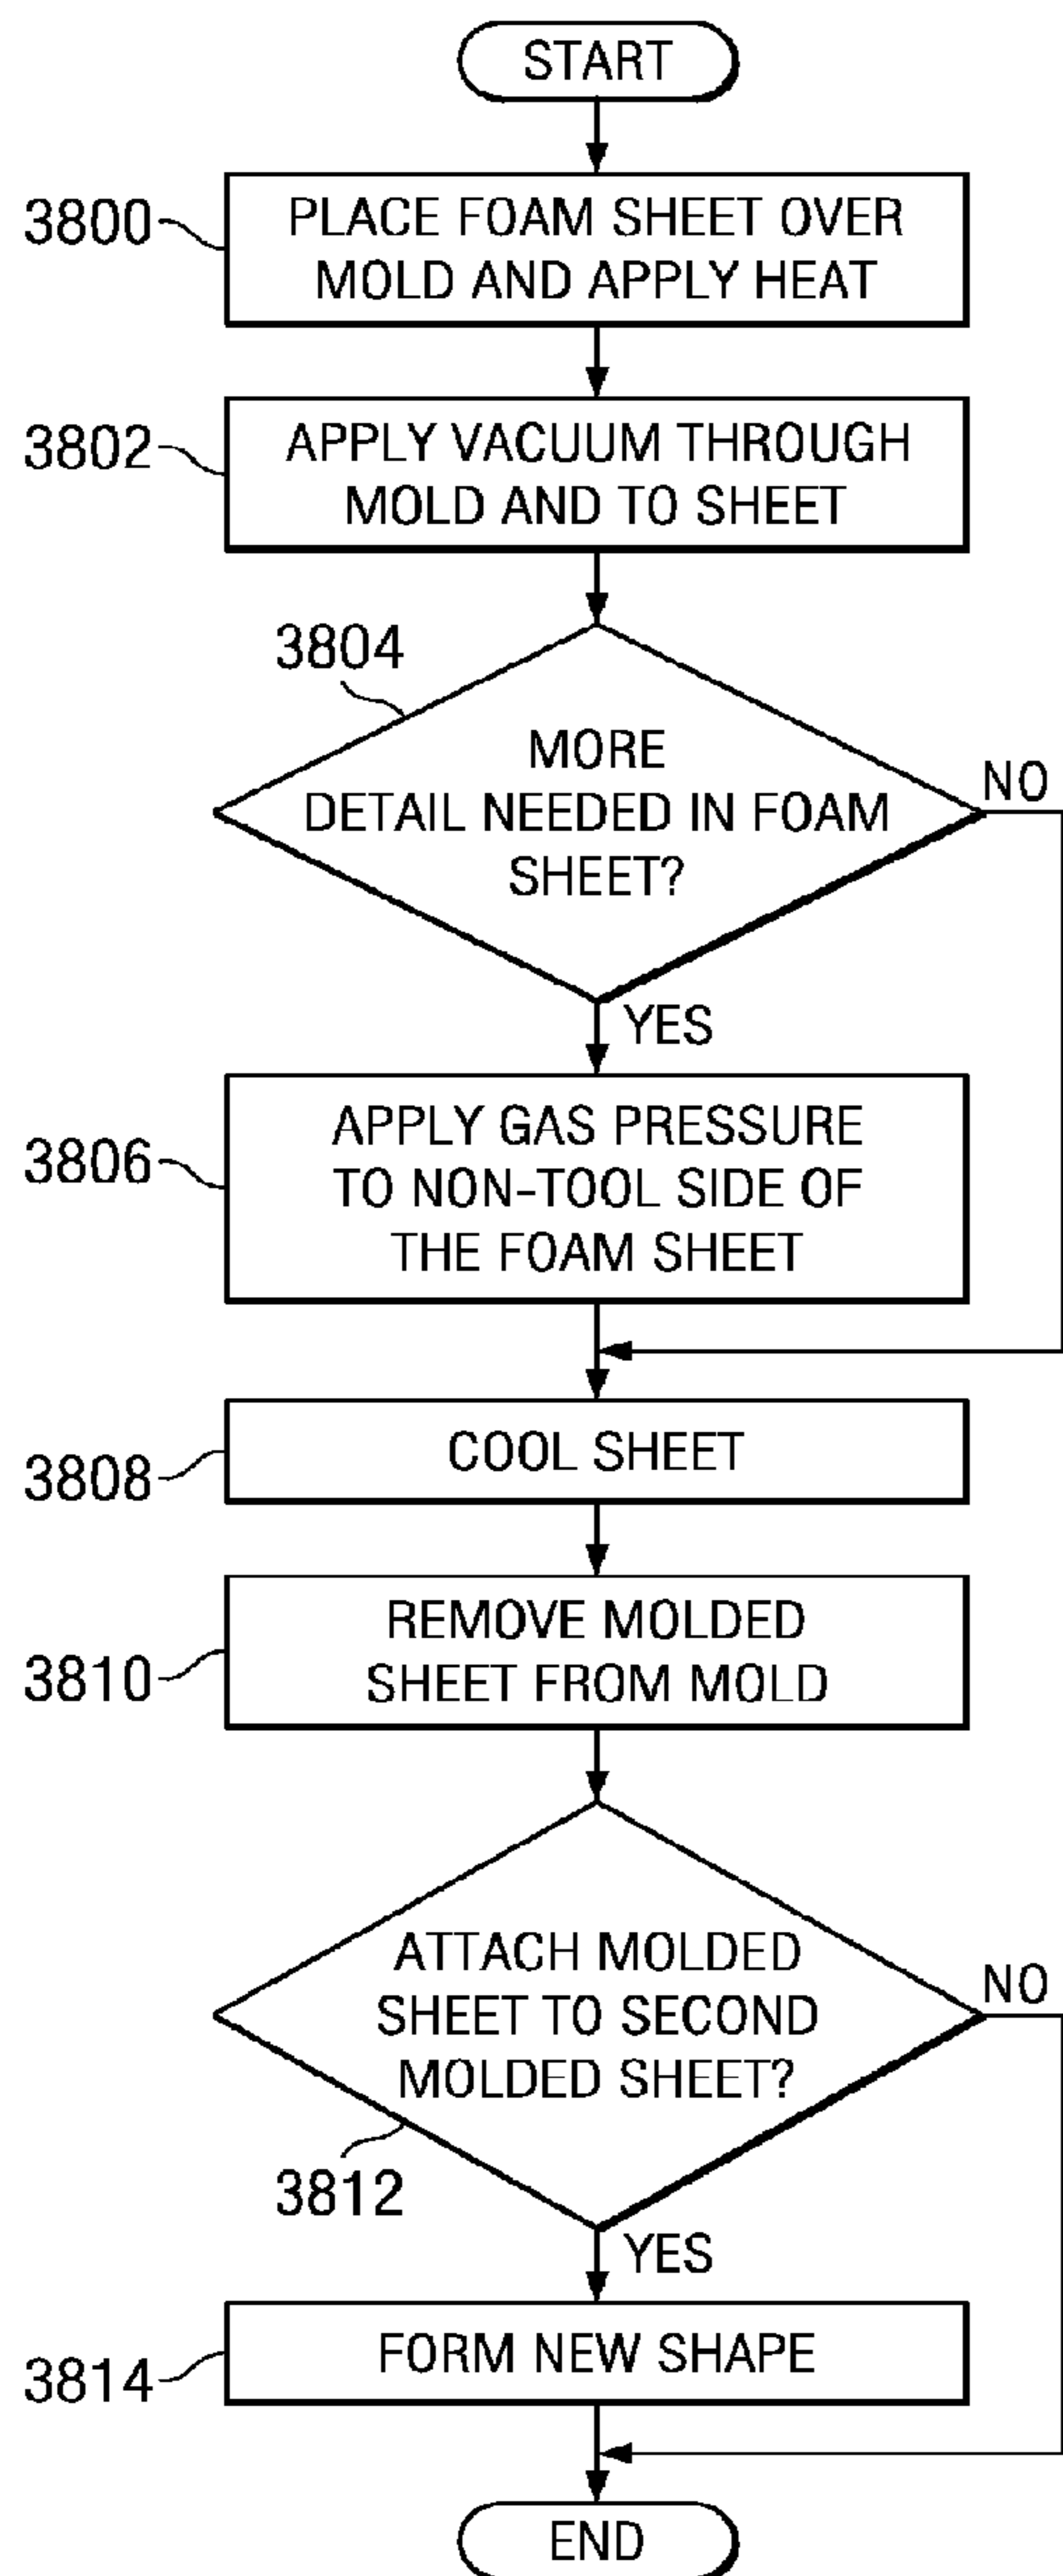 START
3800
PLACE FOAM SHEET OVER
MOLD AND APPLY HEAT
3802
APPLY VACUUM THROUGH
MOLD AND TO SHEET
3804
MORE
DETAIL NEEDED IN FOAM
SHEET?
NO
YES
3806
APPLY GAS PRESSURE
TO NON-TOOL SIDE OF
THE FOAM SHEET
3808
COOL SHEET
3810
REMOVE MOLDED
SHEET FROM MOLD
ATTACH MOLDED
SHEET TO SECOND
MOLDED SHEET?
NO
3812
YES
3814
FORM NEW SHAPE
END